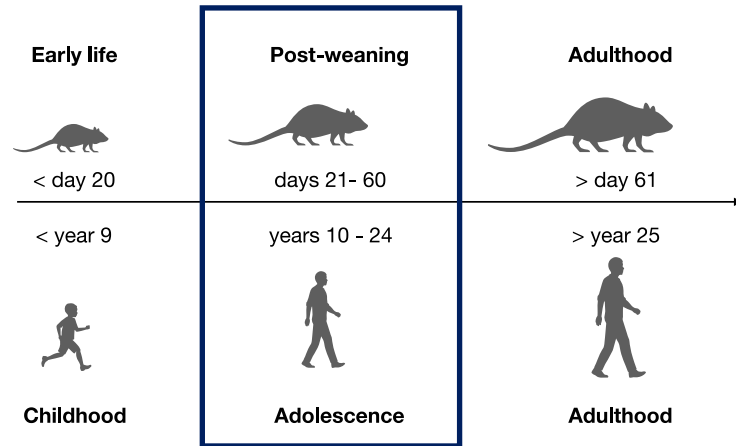 Early life
Post-weaning
Adulthood
< day 20
days 21- 60
> day 61
< year 9
years 10 - 24
> year 25
Childhood
Adolescence
Adulthood